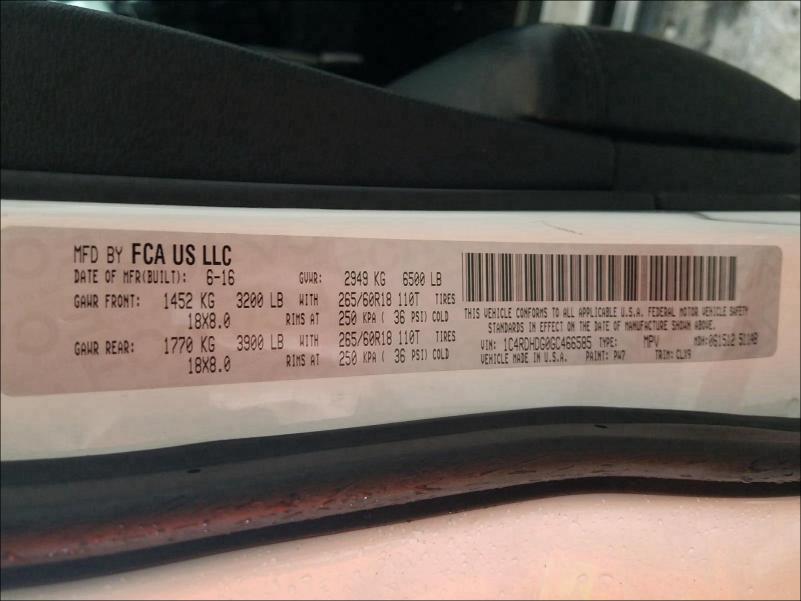 MFD BY FCA US LLC
DATE OF MFR(BUILT): 6-16 GVWR: 2949 KG 6500 LB
GAWR FRONT: 1452 KG 3200 LB WITH 265/60R18 110T TIRES
18X8.0 RIMS AT 250 KPA ( 36 PSI) COLD
GAWR REAR: 1770 KG 3900 LB WITH 265/60R18 110T TIRES
18X8.0 RIMS AT 250 KPA ( 36 PSI) COLD
THIS VEHICLE CONFORMS TO ALL APPLICABLE U.S.A. FEDERAL MOTOR VEHICLE SAFETY
STANDARDS IN EFFECT ON THE DATE OF MANUFACTURE SHOWN ABOVE.
VIN: 1C4RDHDG0GC466585 TYPE: MPV MDH: 061512 511AB
VEHICLE MADE IN U.S.A. PAINT: PW7 TRIM: CLX9